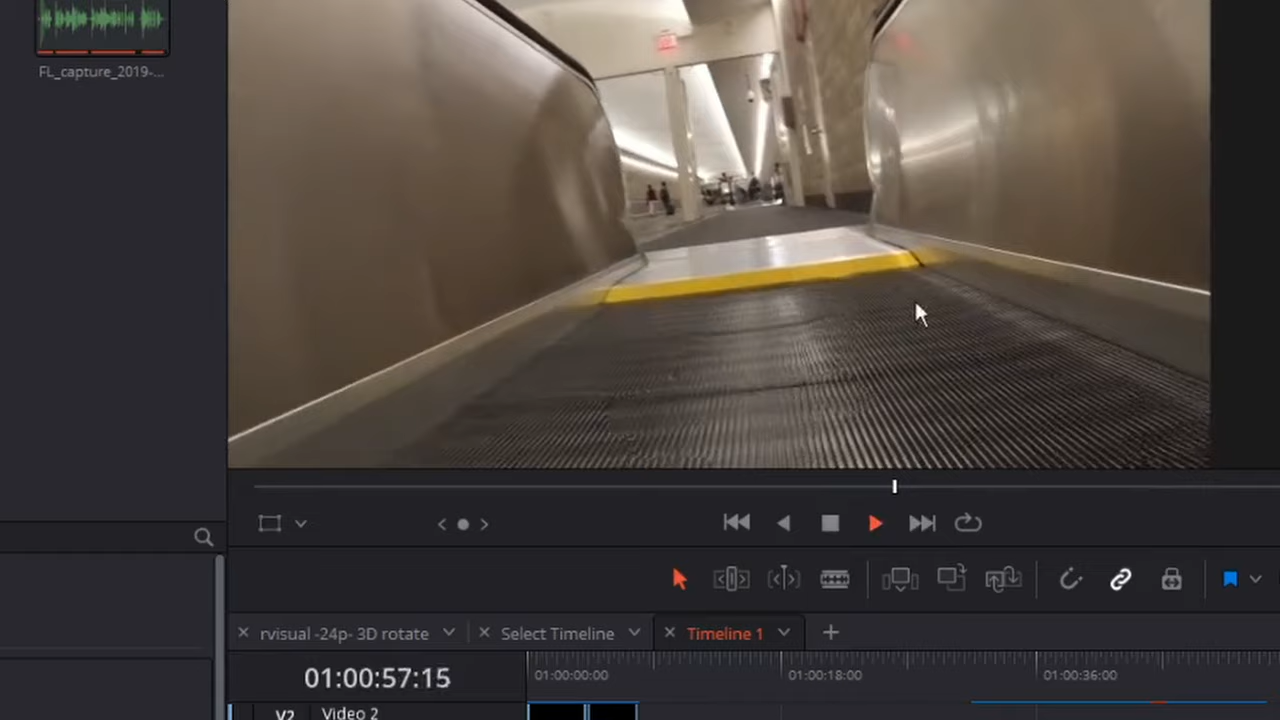 FL_capture_2019-...
rvisual -24p- 3D rotate
Select Timeline
Timeline 1
01:00:57:15
01:00:00:00
01:00:18:00
01:00:36:00
V2
Video 2